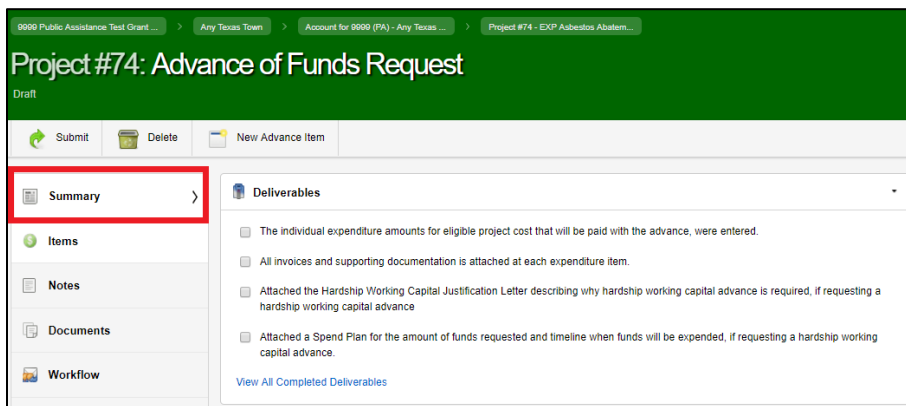 9999 Public Assistance Test Grant ... > Any Texas Town > Account for 9999 (PA) - Any Texas ... > Project #74 - EXP Asbestos Abatem...
Project #74: Advance of Funds Request
Draft
Submit Delete New Advance Item
Summary
Deliverables
Items
The individual expenditure amounts for eligible project cost that will be paid with the advance, were entered.
All invoices and supporting documentation is attached at each expenditure item.
Notes
Attached the Hardship Working Capital Justification Letter describing why hardship working capital advance is required, if requesting a
hardship working capital advance
Documents
Attached a Spend Plan for the amount of funds requested and timeline when funds will be expended, if requesting a hardship working
capital advance.
Workflow
View All Completed Deliverables